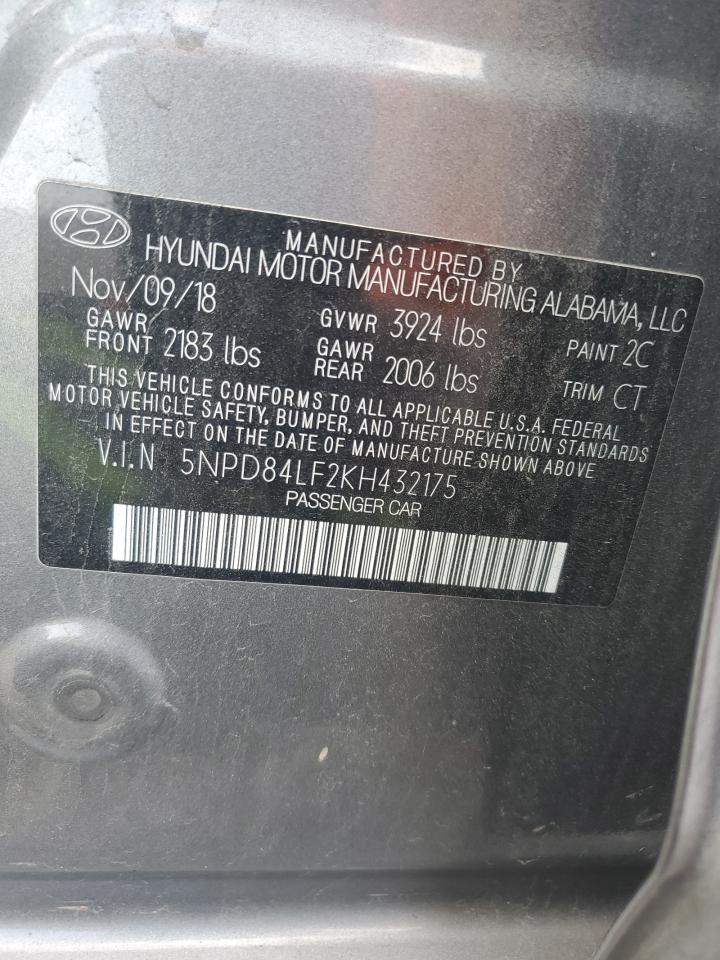 MANUFACTURED BY
HYUNDAI MOTOR MANUFACTURING ALABAMA, LLC
Nov/09/18 GVWR 3924 lbs PAINT 2C
GAWR FRONT 2183 lbs GAWR REAR 2006 lbs TRIM CT
THIS VEHICLE CONFORMS TO ALL APPLICABLE U.S.A. FEDERAL
MOTOR VEHICLE SAFETY, BUMPER, AND THEFT PREVENTION STANDARDS
IN EFFECT ON THE DATE OF MANUFACTURE SHOWN ABOVE
V.I.N 5NPD84LF2KH432175
PASSENGER CAR